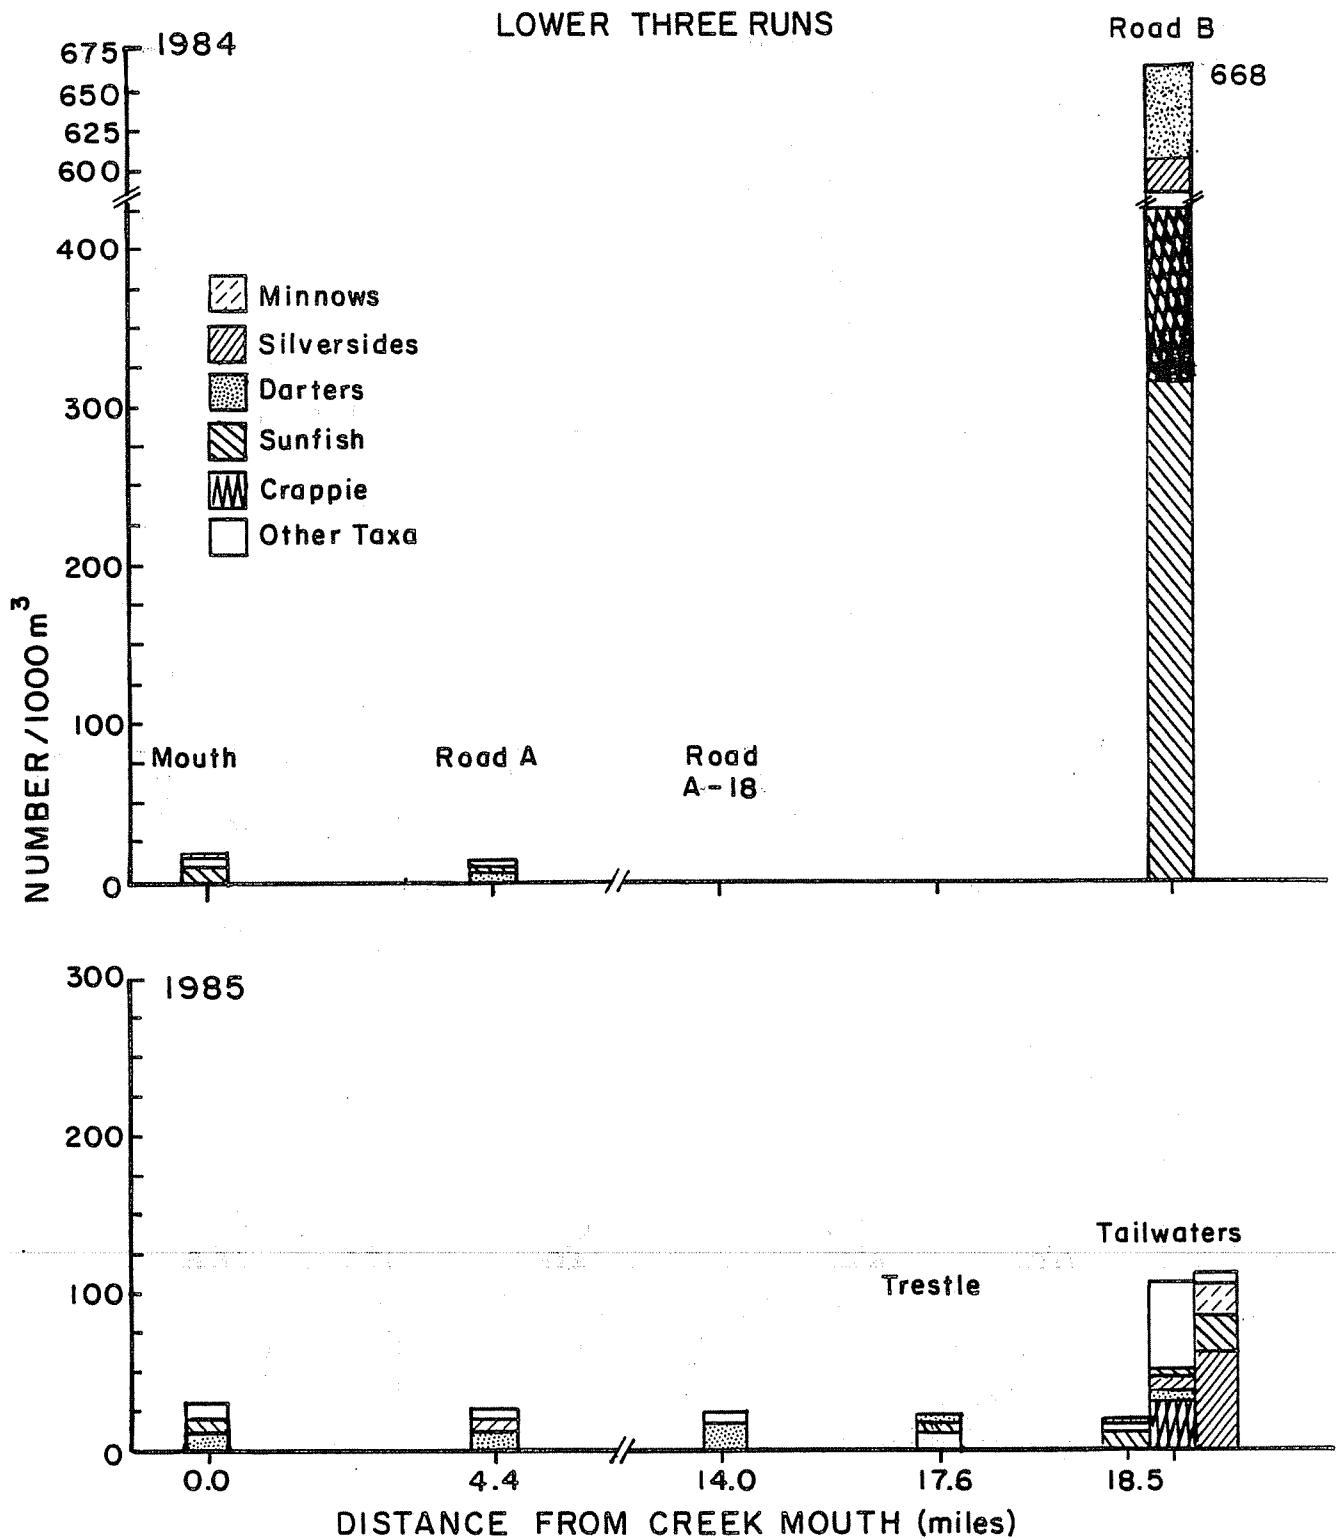 LOWER THREE RUNS
Road B
1984
675
668
650
625
600
400
Minnows
Silversides
Darters
300
Sunfish
Crappie
Other Taxa
200
NUMBER/1000m³
100
Mouth
Road A
Road
A-18
0
300
1985
200
Tailwaters
100
Trestle
0
0.0
4.4
14.0
17.6
18.5
DISTANCE FROM CREEK MOUTH (miles)